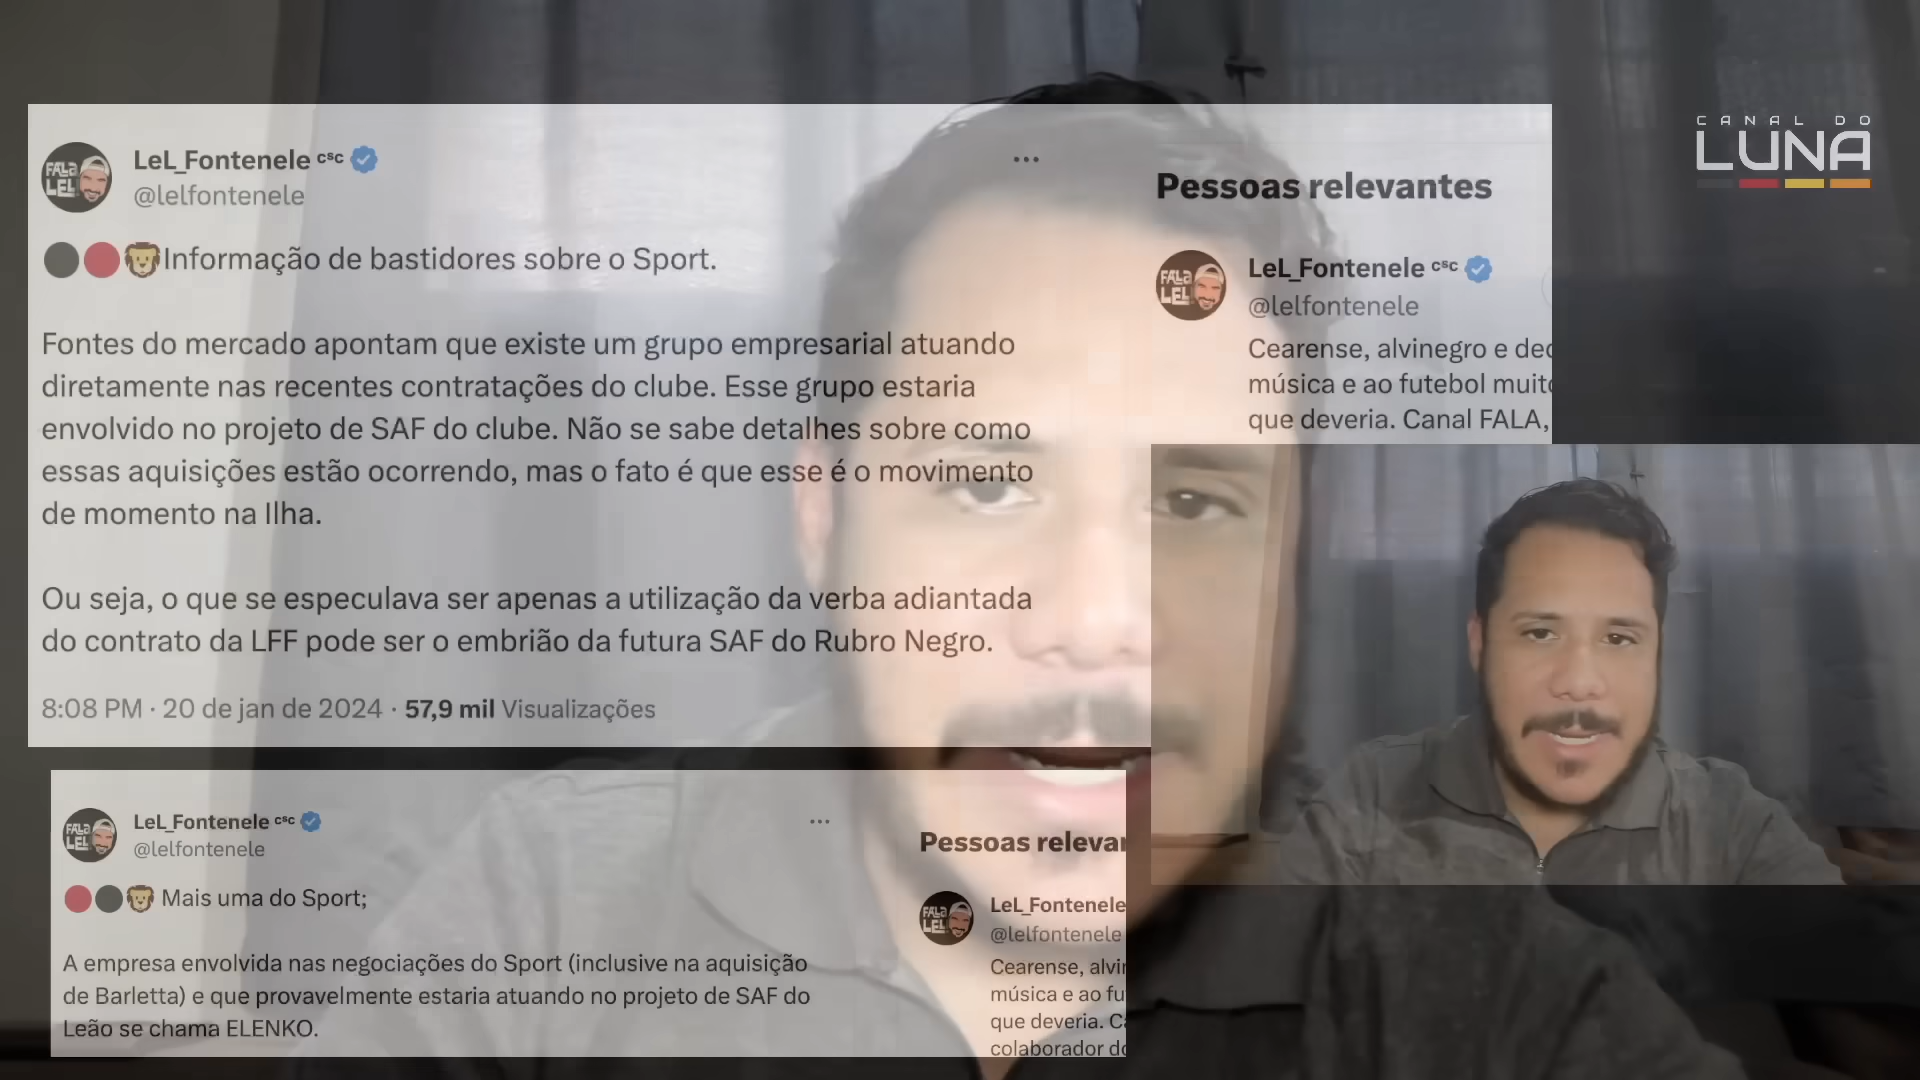 CANAL DO
LUNA
LeL_Fontenele CSC
@lelfontenele
Informação de bastidores sobre o Sport.
Fontes do mercado apontam que existe um grupo empresarial atuando
diretamente nas recentes contratações do clube. Esse grupo estaria
envolvido no projeto de SAF do clube. Não se sabe detalhes sobre como
essas aquisições estão ocorrendo, mas o fato é que esse é o movimento
de momento na Ilha.
Ou seja, o que se especulava ser apenas a utilização da verba adiantada
do contrato da LFF pode ser o embrião da futura SAF do Rubro Negro.
8:08 PM · 20 de jan de 2024 · 57,9 mil Visualizações
Pessoas relevantes
FALA
LEL
LeL_Fontenele CSC
@lelfontenele
Cearense, alvinegro e
música e ao futebol
que deveria. Canal FALA,
LeL_Fontenele CSC
@lelfontenele
Mais uma do Sport;
A empresa envolvida nas negociações do Sport (inclusive na aquisição
de Barletta) e que provavelmente estaria atuando no projeto de SAF do
Leão se chama ELENKO.
Pessoas
LeL_Fontenele
@lelfontenele
Cearense,
música e ao
que deveria.
colaborador